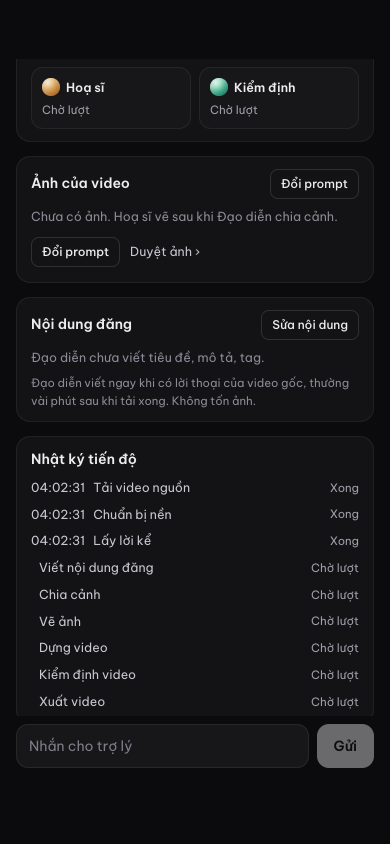 Hoạ sĩ
Chờ lượt
Kiểm định
Chờ lượt
Ảnh của video
Đổi prompt
Chưa có ảnh. Hoạ sĩ vẽ sau khi Đạo diễn chia cảnh.
Đổi prompt
Duyệt ảnh ›
Nội dung đăng
Sửa nội dung
Đạo diễn chưa viết tiêu đề, mô tả, tag.
Đạo diễn viết ngay khi có lời thoại của video gốc, thường
vài phút sau khi tải xong. Không tốn ảnh.
Nhật ký tiến độ
04:02:31 Tải video nguồn Xong
04:02:31 Chuẩn bị nền Xong
04:02:31 Lấy lời kể Xong
Viết nội dung đăng Chờ lượt
Chia cảnh Chờ lượt
Vẽ ảnh Chờ lượt
Dựng video Chờ lượt
Kiểm định video Chờ lượt
Xuất video Chờ lượt
Nhắn cho trợ lý
Gửi